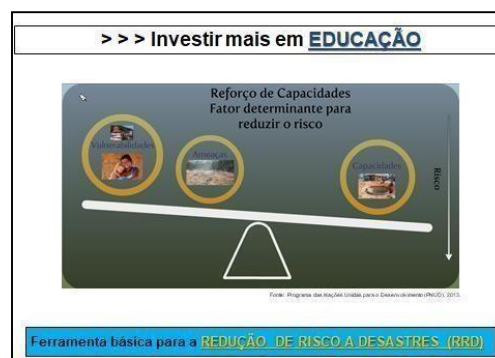 > > > Investir mais em EDUCAÇÃO
Reforço de Capacidades
Fator determinante para
reduzir o risco
Vulnerabilidades
Ameaças
Capacidades
Risco
Fonte: Programa das Nações Unidas para o Desenvolvimento (PNUD), 2013.
Ferramenta básica para a REDUÇÃO DE RISCO A DESASTRES (RRD)